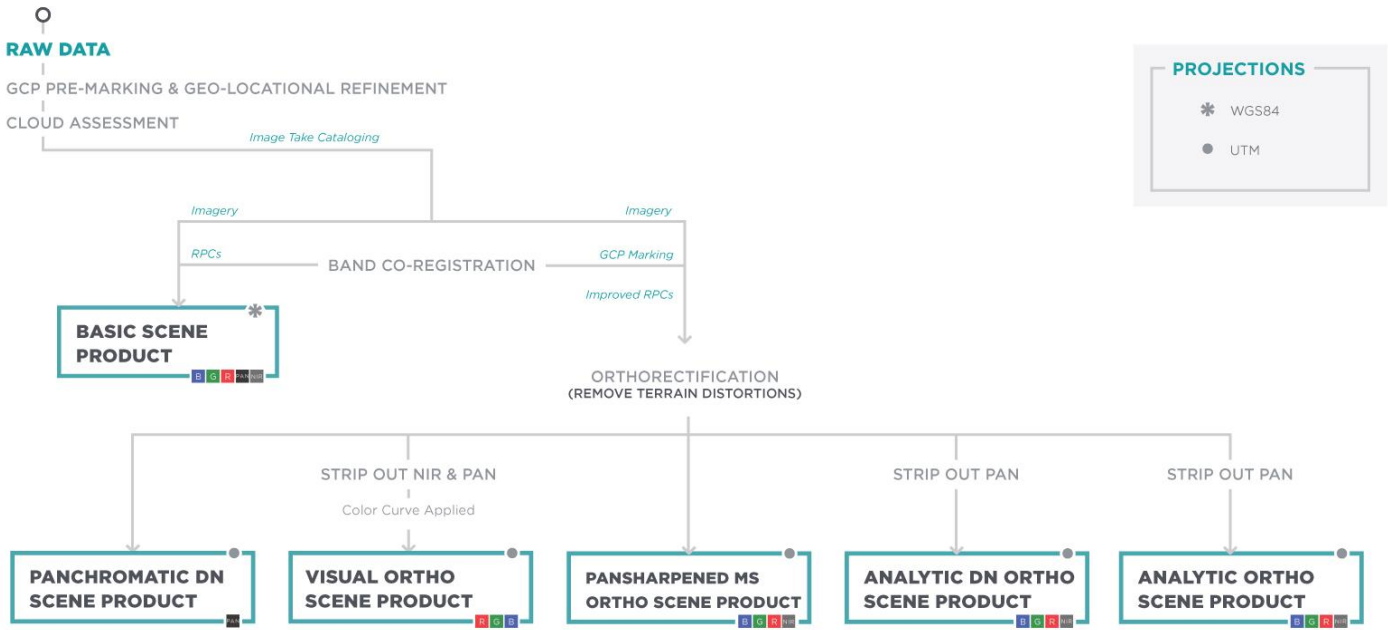 RAW DATA
GCP PRE-MARKING & GEO-LOCATIONAL REFINEMENT
CLOUD ASSESSMENT
Image Take Cataloging
PROJECTIONS
WGS84
UTM
Imagery
Imagery
RPCs
BAND CO-REGISTRATION
GCP Marking
Improved RPCs
BASIC SCENE
PRODUCT
B G R PAN NIR
ORTHORECTIFICATION
(REMOVE TERRAIN DISTORTIONS)
STRIP OUT NIR & PAN
Color Curve Applied
STRIP OUT PAN
STRIP OUT PAN
PANCHROMATIC DN
SCENE PRODUCT
PAN
VISUAL ORTHO
SCENE PRODUCT
R G B
PANSHARPENED MS
ORTHO SCENE PRODUCT
B G R NIR
ANALYTIC DN ORTHO
SCENE PRODUCT
B G R NIR
ANALYTIC ORTHO
SCENE PRODUCT
B G R NIR